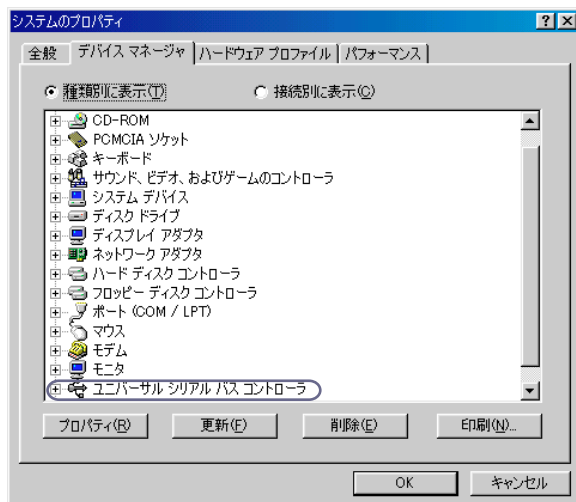 システムのプロパティ
全般 デバイス マネージャ ハードウェア プロファイル パフォーマンス
種類別に表示(T) 接続別に表示(C)
CD-ROM
PCMCIA ソケット
キーボード
サウンド、ビデオ、およびゲームのコントローラ
システム デバイス
ディスク ドライブ
ディスプレイ アダプタ
ネットワーク アダプタ
ハード ディスク コントローラ
フロッピー ディスク コントローラ
ポート (COM / LPT)
マウス
モデム
モニタ
ユニバーサル シリアル バス コントローラ
プロパティ(R) 更新(F) 削除(E) 印刷(N)...
OK キャンセル